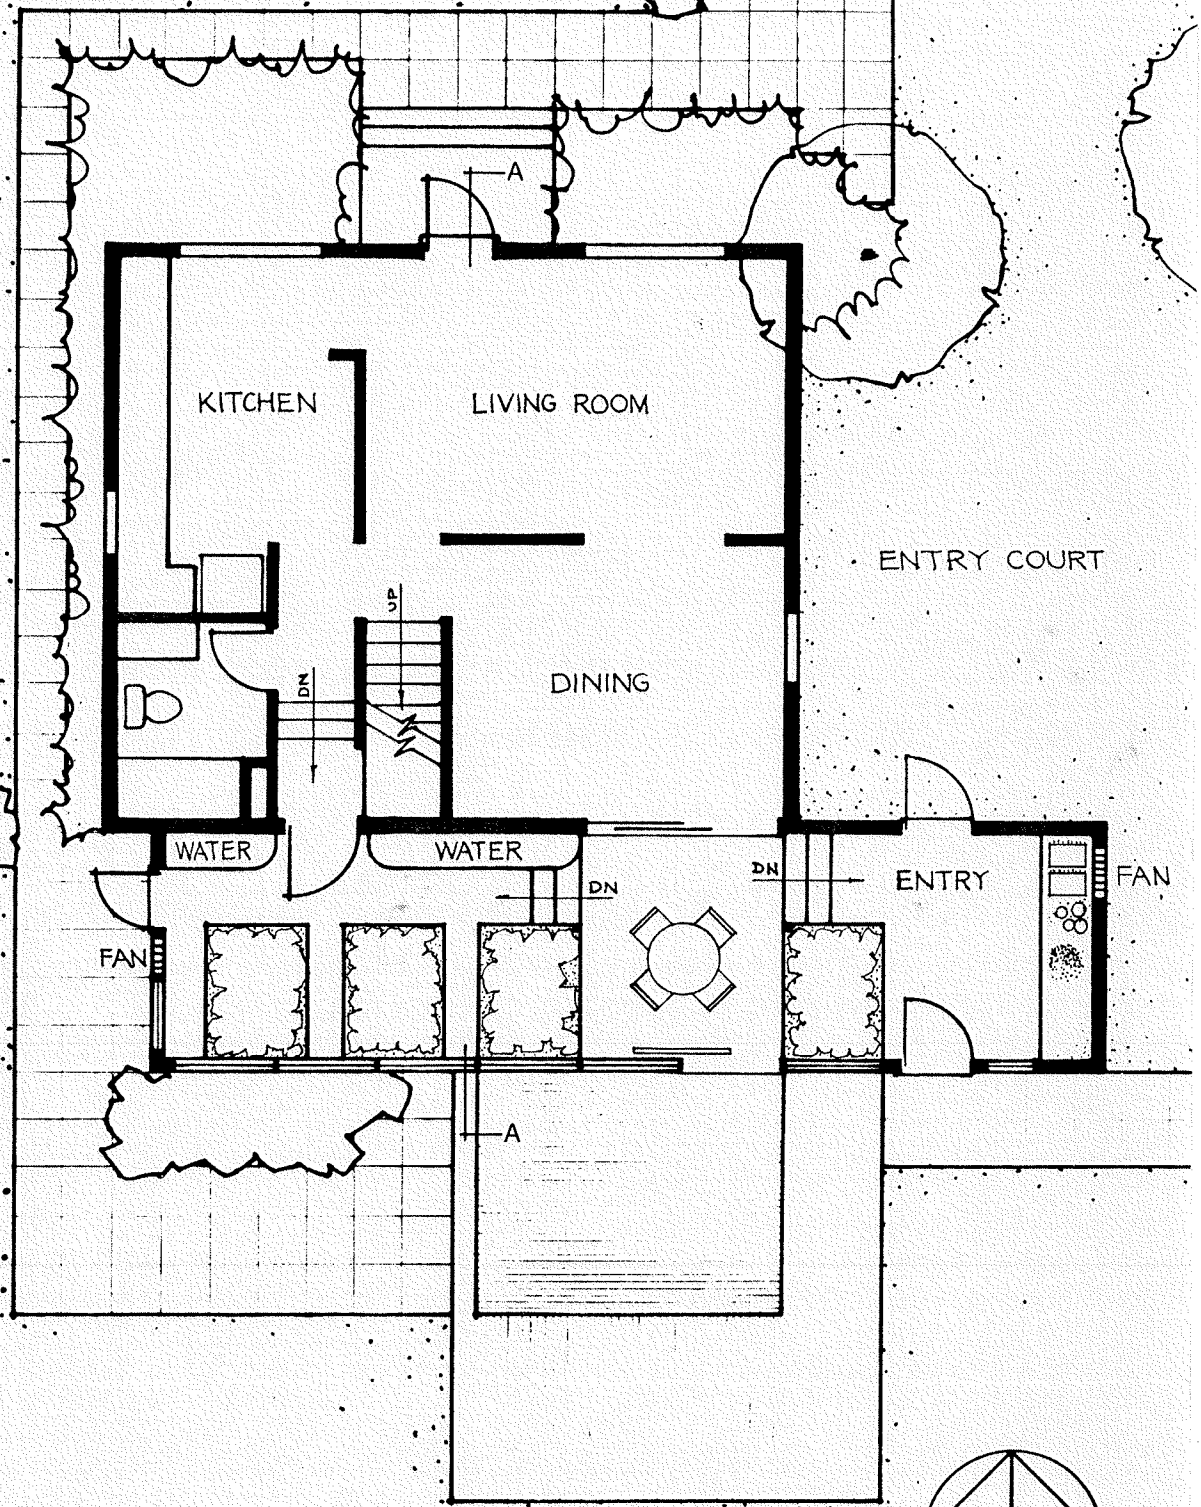 A
KITCHEN
LIVING ROOM
ENTRY COURT
UP
DN
DINING
WATER
WATER
DN
DN
ENTRY
FAN
FAN
A